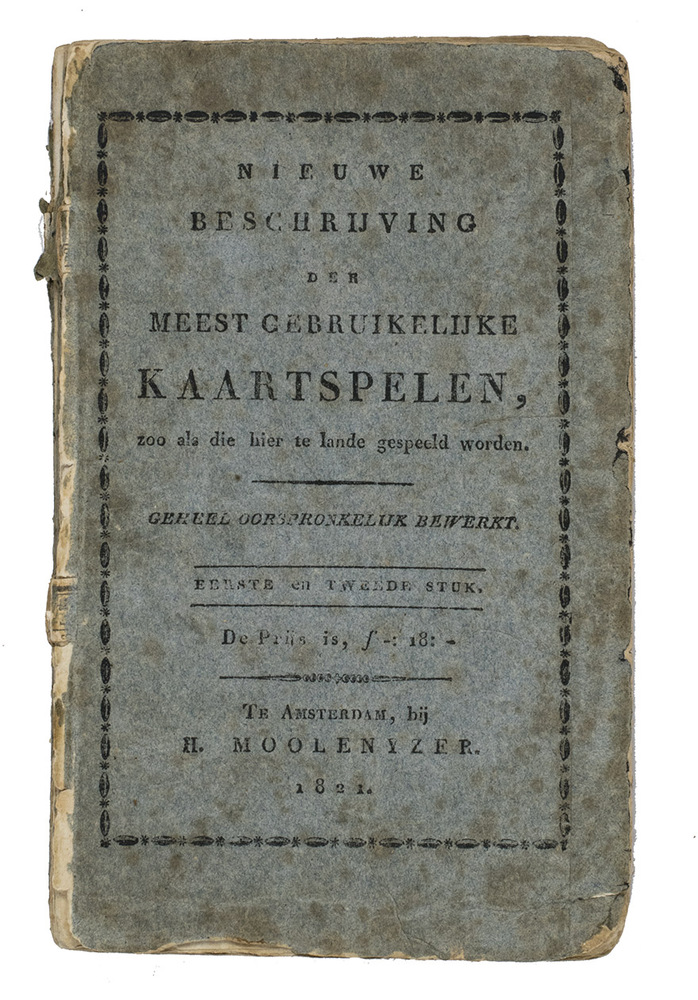 NIEUWE
BESCHRIJVING
DER
MEEST GEBRUIKELIJKE
KAARTSPELEN,
zoo als die hier te lande gespeeld worden.
GEHEEL OORSPRONKELIJK BEWERKT.
EERSTE en TWEEDE STUK.
De Prijs is, ƒ -: 18: -
TE AMSTERDAM, bij
H. MOOLENYZER.
1821.